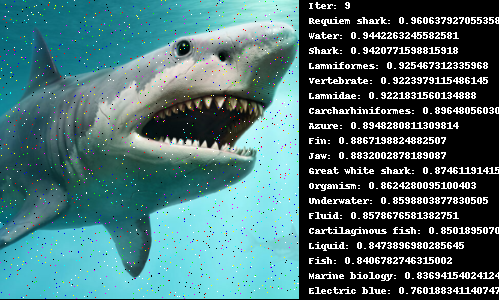 Iter: 9
Requiem shark: 0.960637927055358
Water: 0.9442263245582581
Shark: 0.9420771598815918
Lamniformes: 0.925467312335968
Vertebrate: 0.9223979115486145
Lamnidae: 0.9221831560134888
Carcharhiniformes: 0.89648056030
Azure: 0.8948280811309814
Fin: 0.8867198824882507
Jaw: 0.8832002878189087
Great white shark: 0.87461191415
Organism: 0.8624280095100403
Underwater: 0.8598803877830505
Fluid: 0.8578676581382751
Cartilaginous fish: 0.8501895070
Liquid: 0.8473896980285645
Fish: 0.8406782746315002
Marine biology: 0.83694154024124
Electric blue: 0.760188341140747